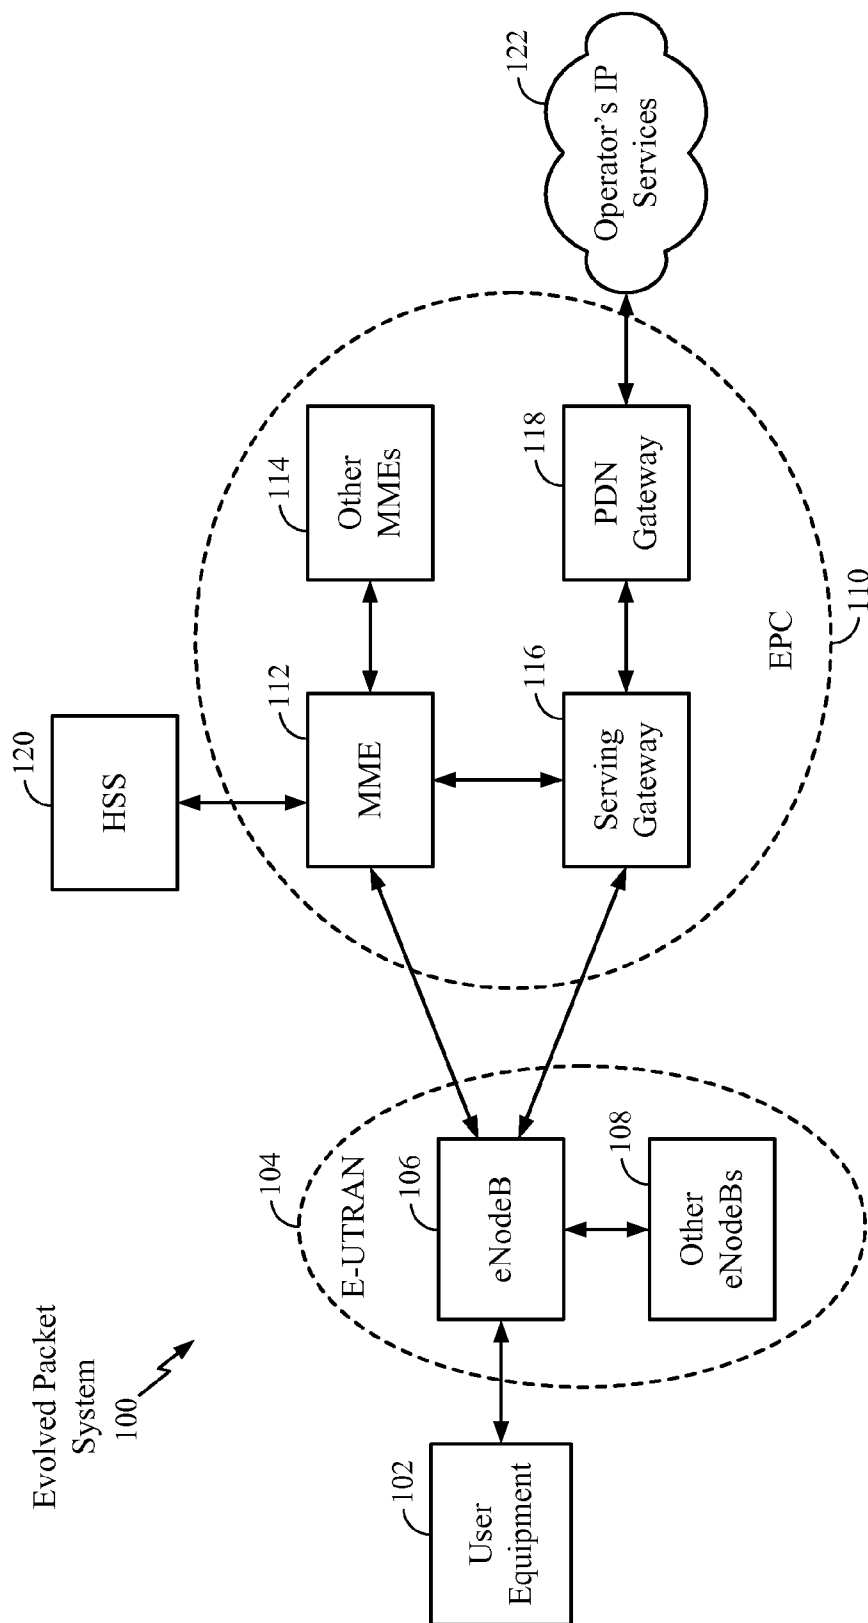 Evolved Packet
System
100
102
User
Equipment
104
E-UTRAN
106
eNodeB
108
Other
eNodeBs
120
HSS
112
MME
114
Other
MMEs
116
Serving
Gateway
118
PDN
Gateway
EPC
110
122
Operator’s IP
Services